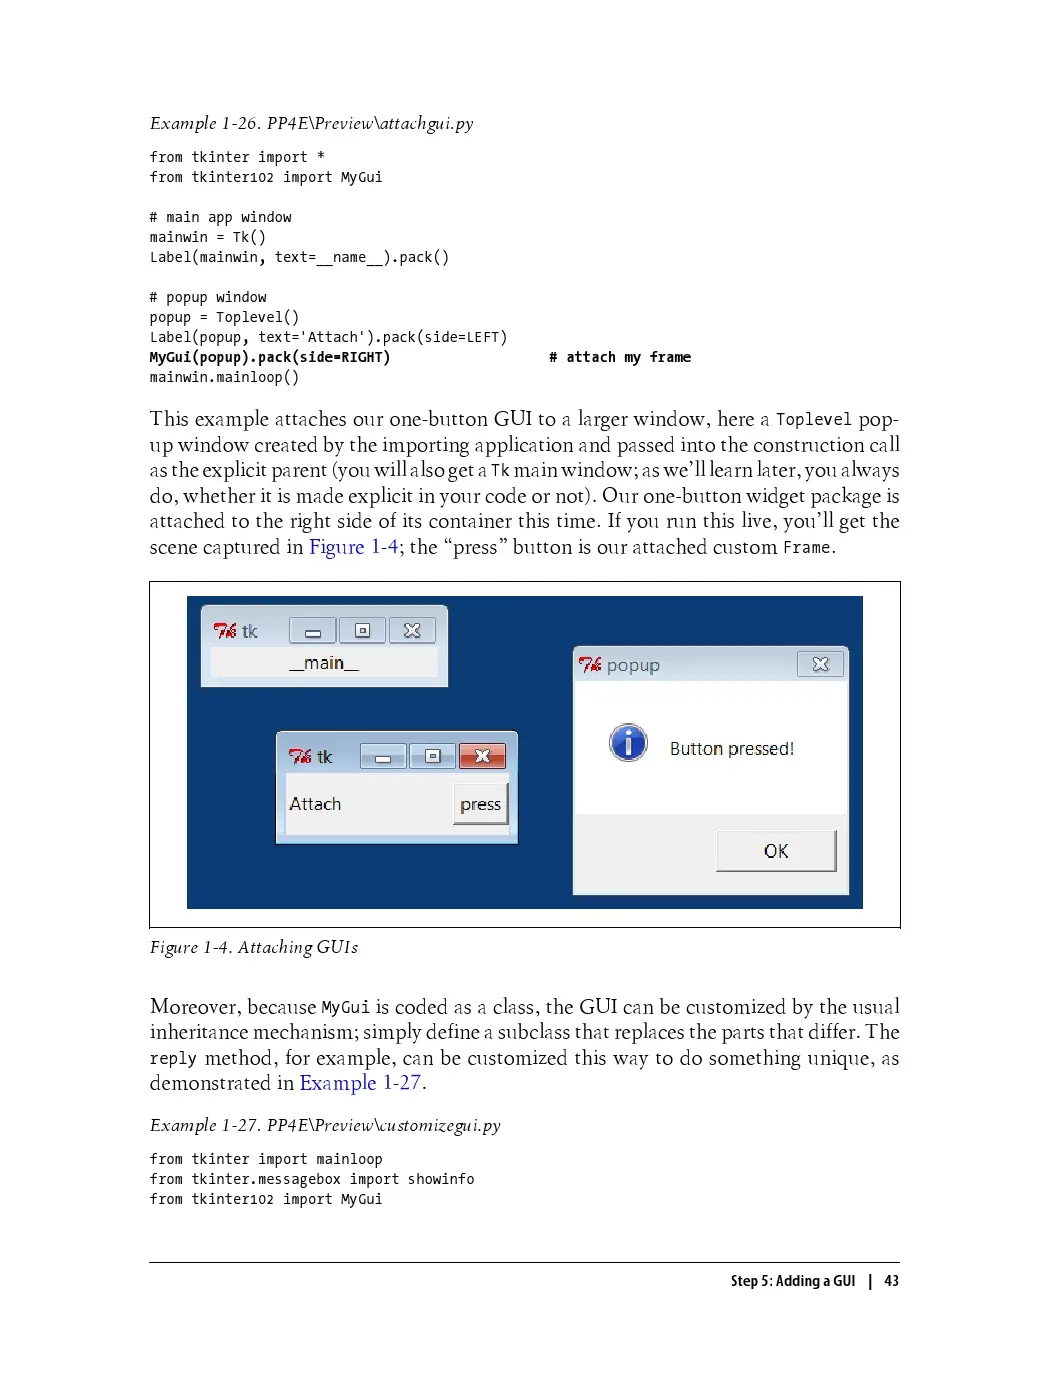 Example 1-26. PP4E\Preview\attachgui.py
from tkinter import *
from tkinter102 import MyGui
# main app window
mainwin = Tk()
Label(mainwin, text=__name__).pack()
# popup window
popup = Toplevel()
Label(popup, text='Attach').pack(side=LEFT)
MyGui(popup).pack(side=RIGHT) # attach my frame
mainwin.mainloop()
This example attaches our one-button GUI to a larger window, here a Toplevel pop-
up window created by the importing application and passed into the construction call
as the explicit parent (you will also get a Tk main window; as we’ll learn later, you always
do, whether it is made explicit in your code or not). Our one-button widget package is
attached to the right side of its container this time. If you run this live, you’ll get the
scene captured in Figure 1-4; the “press” button is our attached custom Frame.
Tk tk
__main__
Tk popup
Button pressed!
OK
Tk tk
Attach press
Figure 1-4. Attaching GUIs
Moreover, because MyGui is coded as a class, the GUI can be customized by the usual
inheritance mechanism; simply define a subclass that replaces the parts that differ. The
reply method, for example, can be customized this way to do something unique, as
demonstrated in Example 1-27.
Example 1-27. PP4E\Preview\customizegui.py
from tkinter import mainloop
from tkinter.messagebox import showinfo
from tkinter102 import MyGui
Step 5: Adding a GUI | 43